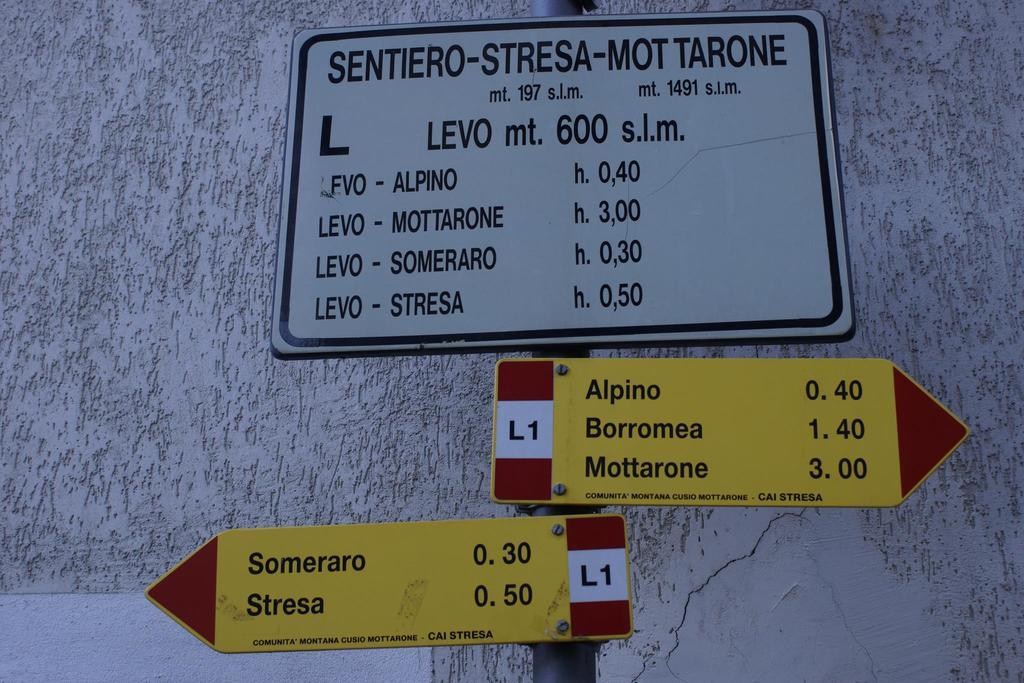 SENTIERO-STRESA-MOTTARONE
mt. 197 s.l.m. mt. 1491 s.l.m.
L LEVO mt. 600 s.l.m.
EVO - ALPINO h. 0,40
LEVO - MOTTARONE h. 3,00
LEVO - SOMERARO h. 0,30
LEVO - STRESA h. 0,50
L1
Alpino 0. 40
Borromea 1. 40
Mottarone 3. 00
COMUNITA' MONTANA CUSIO MOTTARONE - CAI STRESA
Someraro 0. 30
Stresa 0. 50
L1
COMUNITA' MONTANA CUSIO MOTTARONE - CAI STRESA